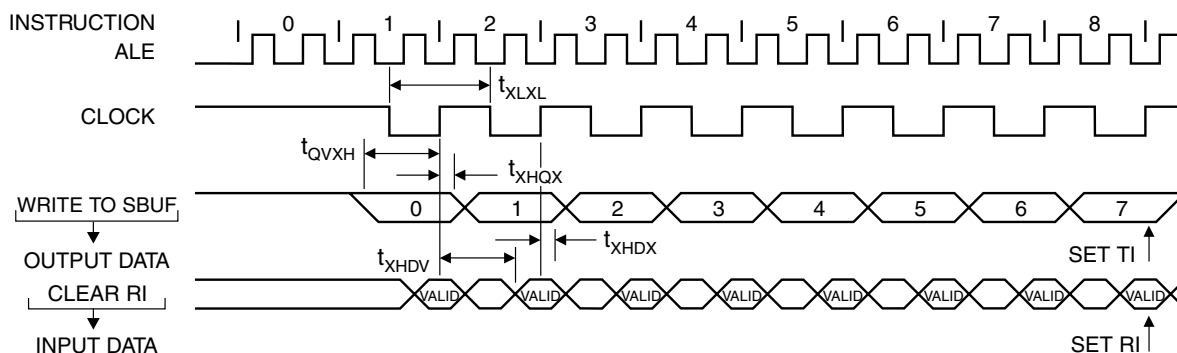 INSTRUCTION 0 1 2 3 4 5 6 7 8
ALE
tXLXL
CLOCK
tQVXH
tXHQX
WRITE TO SBUF
0 1 2 3 4 5 6 7
tXHDV tXHDX SET TI
OUTPUT DATA
CLEAR RI VALID VALID VALID VALID VALID VALID VALID VALID
INPUT DATA SET RI